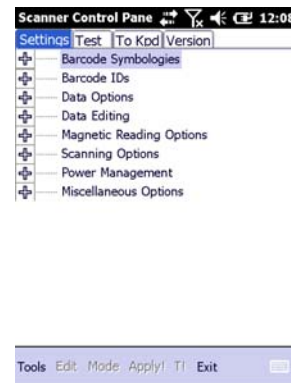 Scanner Control Pane 12:08
Settings Test To Kpd Version
Barcode Symbologies
Barcode IDs
Data Options
Data Editing
Magnetic Reading Options
Scanning Options
Power Management
Miscellaneous Options
Tools Edit Mode Apply! T! Exit